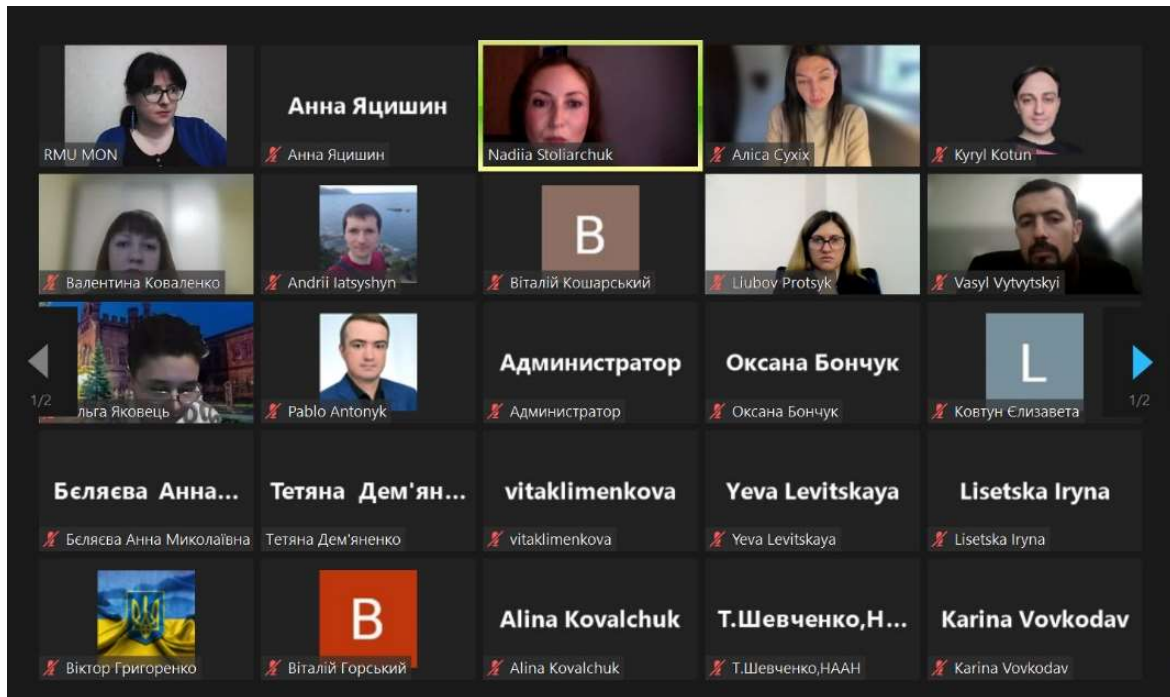 RMU MON
Анна Яцишин
Анна Яцишин
Nadiia Stoliarchuk
Аліса Сухіх
Kyryl Kotun
Валентина Коваленко
Andrii Iatsyshyn
В
Віталій Кошарський
Liubov Protsyk
Vasyl Vytvytskyi
1/2
льга Яковець
Pablo Antonyk
Администратор
Администратор
Оксана Бончук
Оксана Бончук
L
Ковтун Єлизавета
1/2
Бєляєва Анна...
Бєляєва Анна Миколаївна
Тетяна Дем'ян...
Тетяна Дем'яненко
vitaklimenkova
vitaklimenkova
Yeva Levitskaya
Yeva Levitskaya
Lisetska Iryna
Lisetska Iryna
Віктор Григоренко
В
Віталій Горський
Alina Kovalchuk
Alina Kovalchuk
Т.Шевченко,Н...
Т.Шевченко,НААН
Karina Vovkodav
Karina Vovkodav